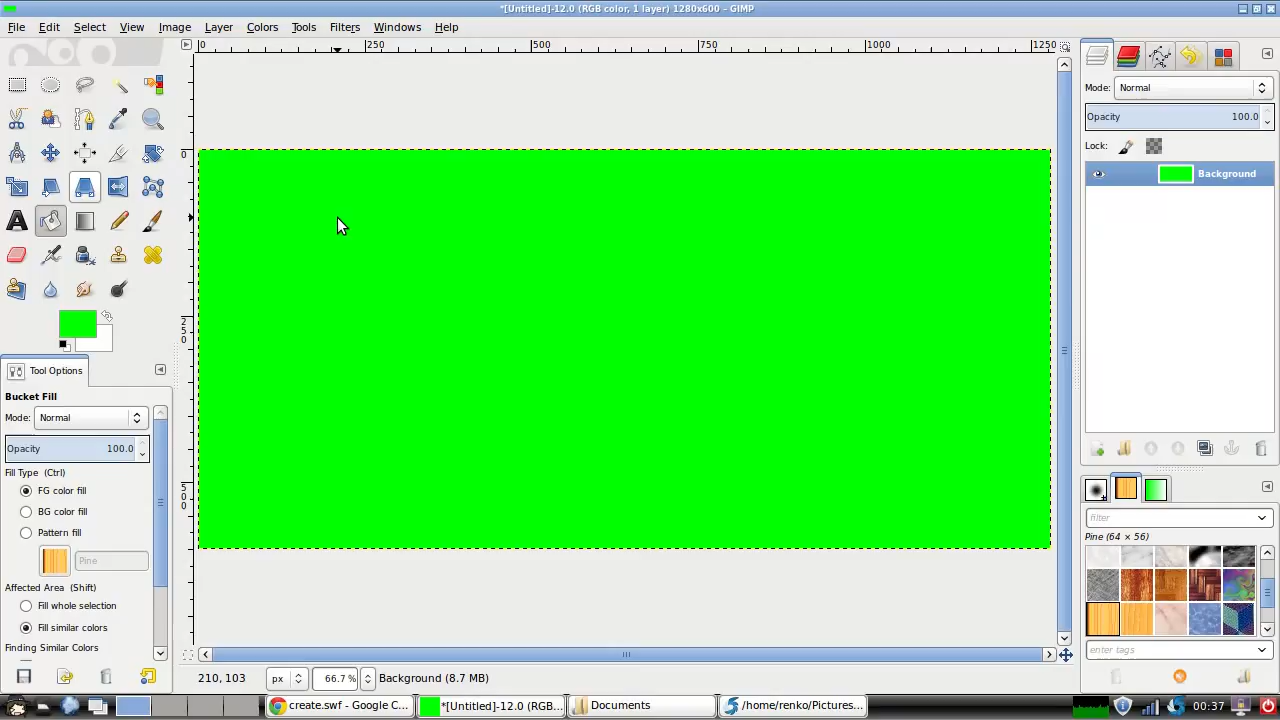 *[Untitled]-12.0 (RGB color, 1 layer) 1280x600 – GIMP
File Edit Select View Image Layer Colors Tools Filters Windows Help
0 250 500 750 1000 1250
0
250
500
Mode: Normal
Opacity 100.0
Lock:
Background
Tool Options
Bucket Fill
Mode: Normal
Opacity 100.0
Fill Type (Ctrl)
FG color fill
BG color fill
Pattern fill
Pine
Affected Area (Shift)
Fill whole selection
Fill similar colors
Finding Similar Colors
filter
Pine (64 × 56)
enter tags
210, 103 px 66.7 % Background (8.7 MB)
create.swf - Google C... *[Untitled]-12.0 (RGB... Documents /home/renko/Pictures... 00:37